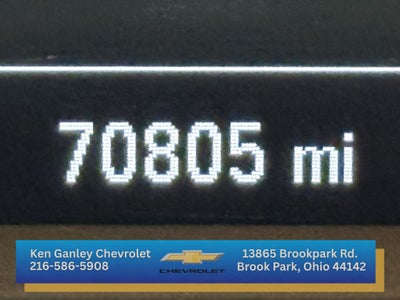 70805 mi
Ken Ganley Chevrolet
216-586-5908
CHEVROLET
13865 Brookpark Rd.
Brook Park, Ohio 44142